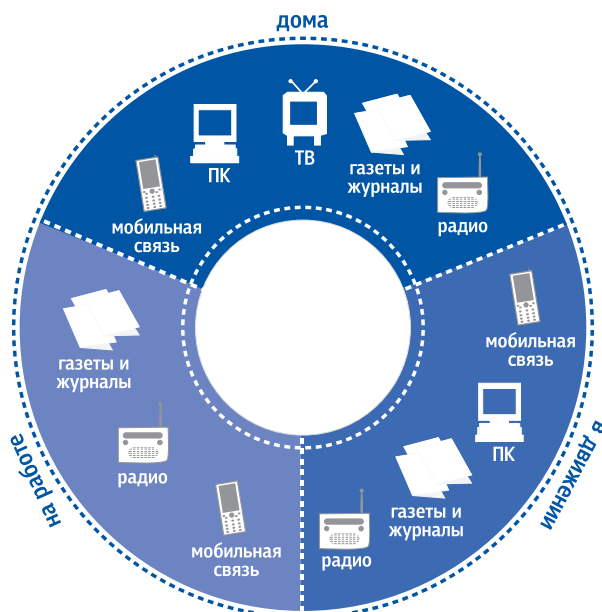 дома
ПК
ТВ
газеты и
журналы
радио
мобильная
связь
мобильная
связь
ПК
газеты и
журналы
радио
в движении
газеты и
журналы
радио
мобильная
связь
на работе